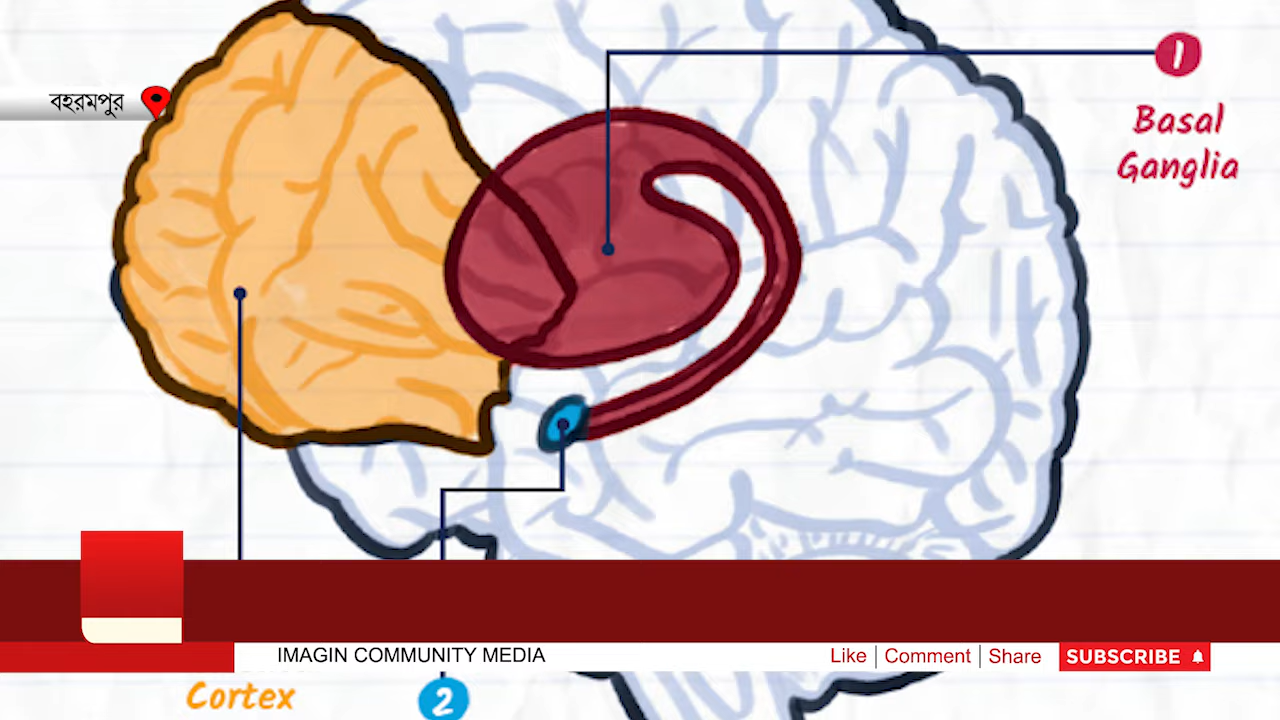 1
বহরমপুর
Basal
Ganglia
IMAGIN COMMUNITY MEDIA
Like | Comment | Share
SUBSCRIBE
Cortex
2